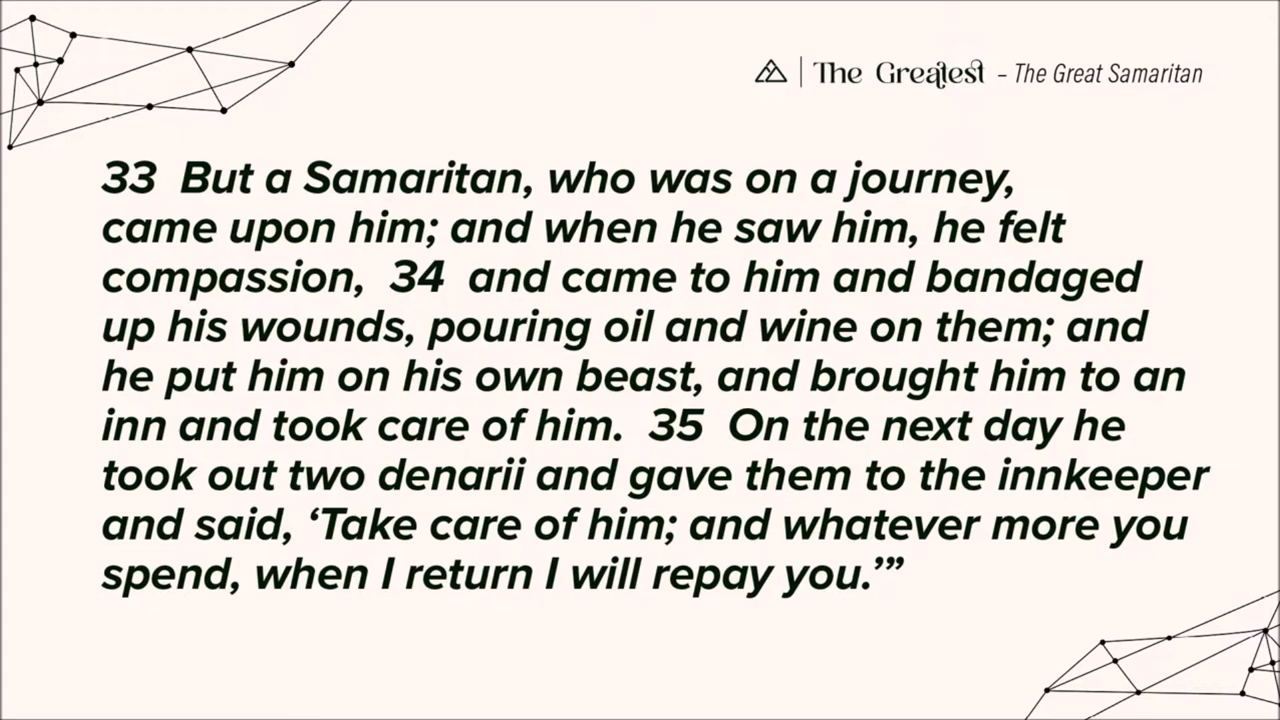 The Greatest – The Great Samaritan
33 But a Samaritan, who was on a journey,
came upon him; and when he saw him, he felt
compassion, 34 and came to him and bandaged
up his wounds, pouring oil and wine on them; and
he put him on his own beast, and brought him to an
inn and took care of him. 35 On the next day he
took out two denarii and gave them to the innkeeper
and said, ‘Take care of him; and whatever more you
spend, when I return I will repay you.’”